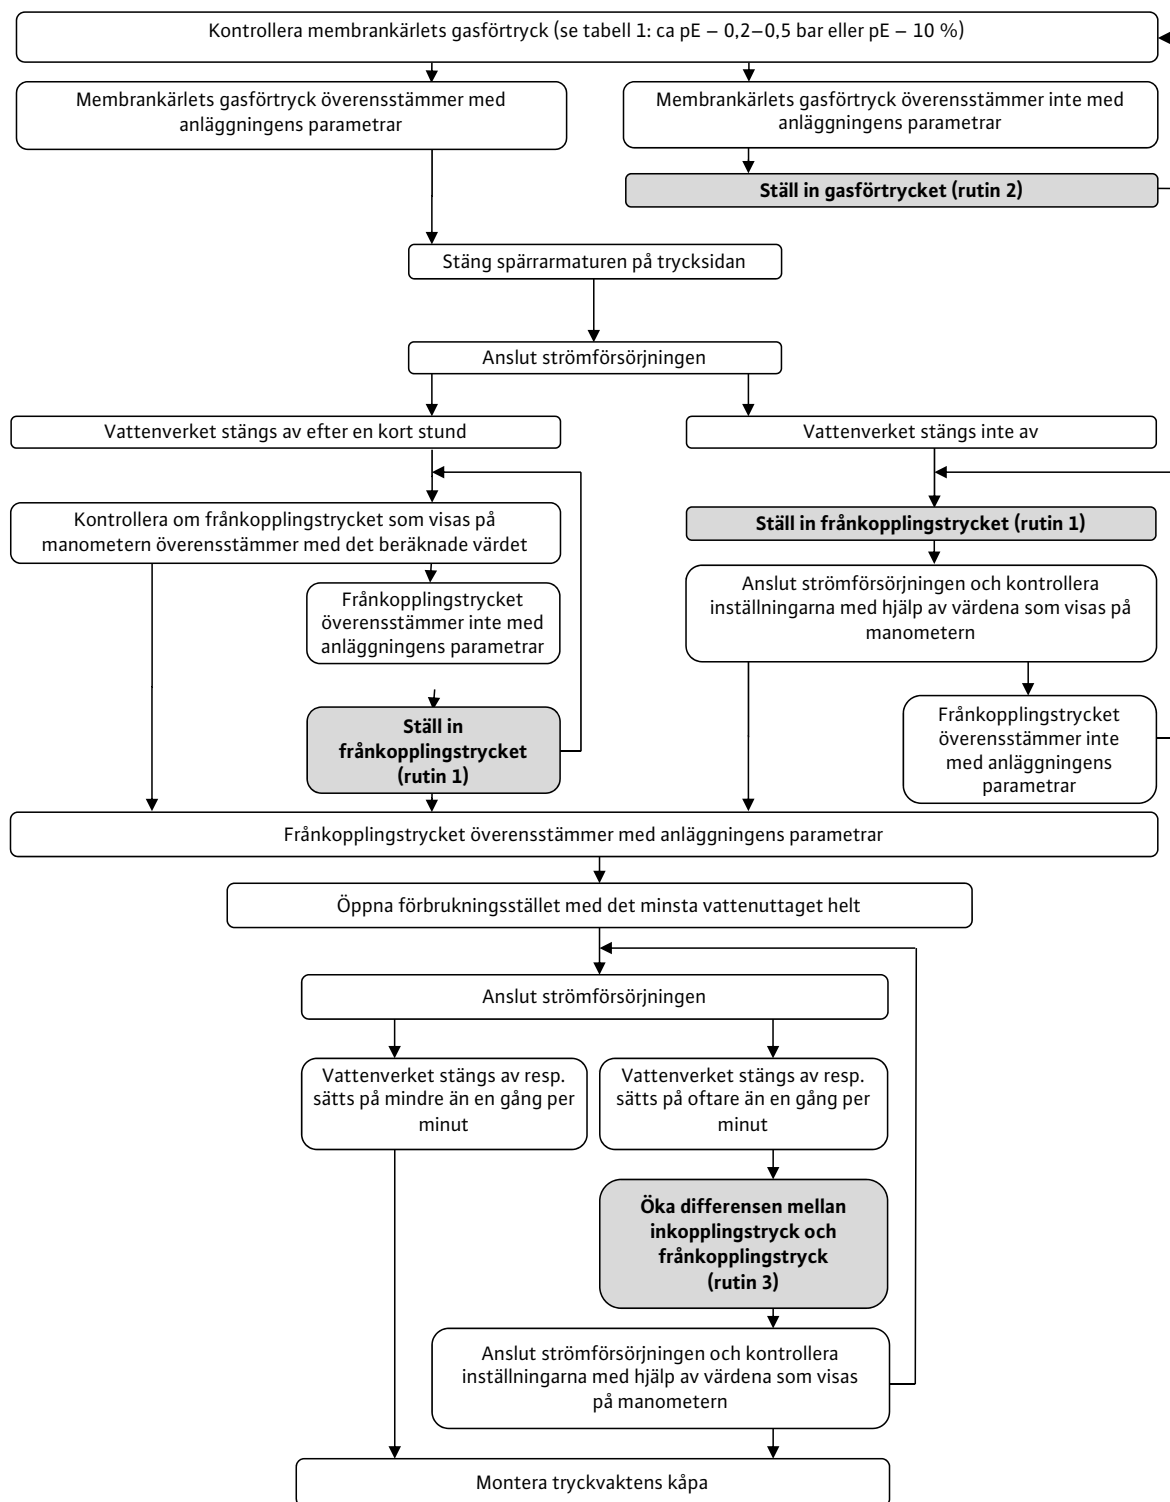 Kontrollera membrankärlets gasförtryck (se tabell 1: ca pE – 0,2–0,5 bar eller pE – 10 %)
Membrankärlets gasförtryck överensstämmer med
anläggningens parametrar
Membrankärlets gasförtryck överensstämmer inte med
anläggningens parametrar
Ställ in gasförtrycket (rutin 2)
Stäng spärrarmaturen på trycksidan
Anslut strömförsörjningen
Vattenverket stängs av efter en kort stund
Vattenverket stängs inte av
Kontrollera om frånkopplingstrycket som visas på
manometern överensstämmer med det beräknade värdet
Ställ in frånkopplingstrycket (rutin 1)
Frånkopplingstrycket
överensstämmer inte med
anläggningens parametrar
Anslut strömförsörjningen och kontrollera
inställningarna med hjälp av värdena som visas på
manometern
Ställ in
frånkopplingstrycket
(rutin 1)
Frånkopplingstrycket
överensstämmer inte
med anläggningens
parametrar
Frånkopplingstrycket överensstämmer med anläggningens parametrar
Öppna förbrukningsstället med det minsta vattenuttaget helt
Anslut strömförsörjningen
Vattenverket stängs av resp.
sätts på mindre än en gång per
minut
Vattenverket stängs av resp.
sätts på oftare än en gång per
minut
Öka differensen mellan
inkopplingstryck och
frånkopplingstryck
(rutin 3)
Anslut strömförsörjningen och kontrollera
inställningarna med hjälp av värdena som visas
på manometern
Montera tryckvaktens kåpa